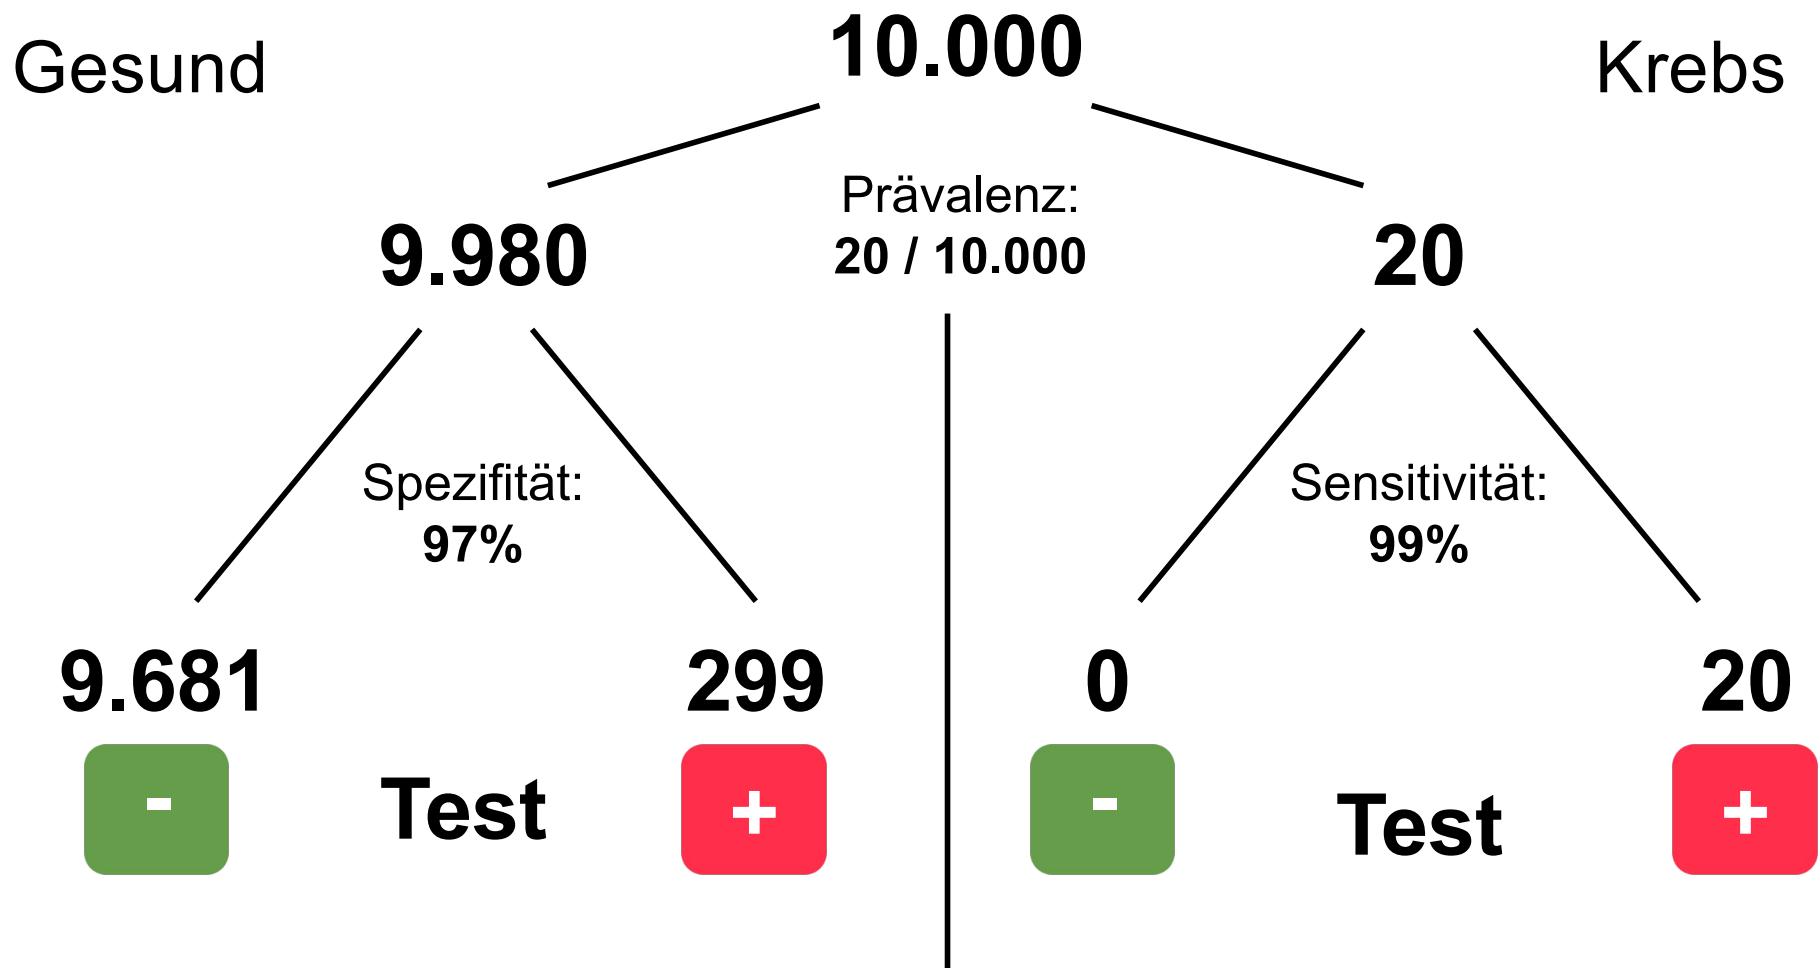 Gesund
10.000
Krebs
Prävalenz:
20 / 10.000
9.980
20
Spezifität:
97%
Sensitivität:
99%
9.681
299
0
20
-
Test
+
-
Test
+